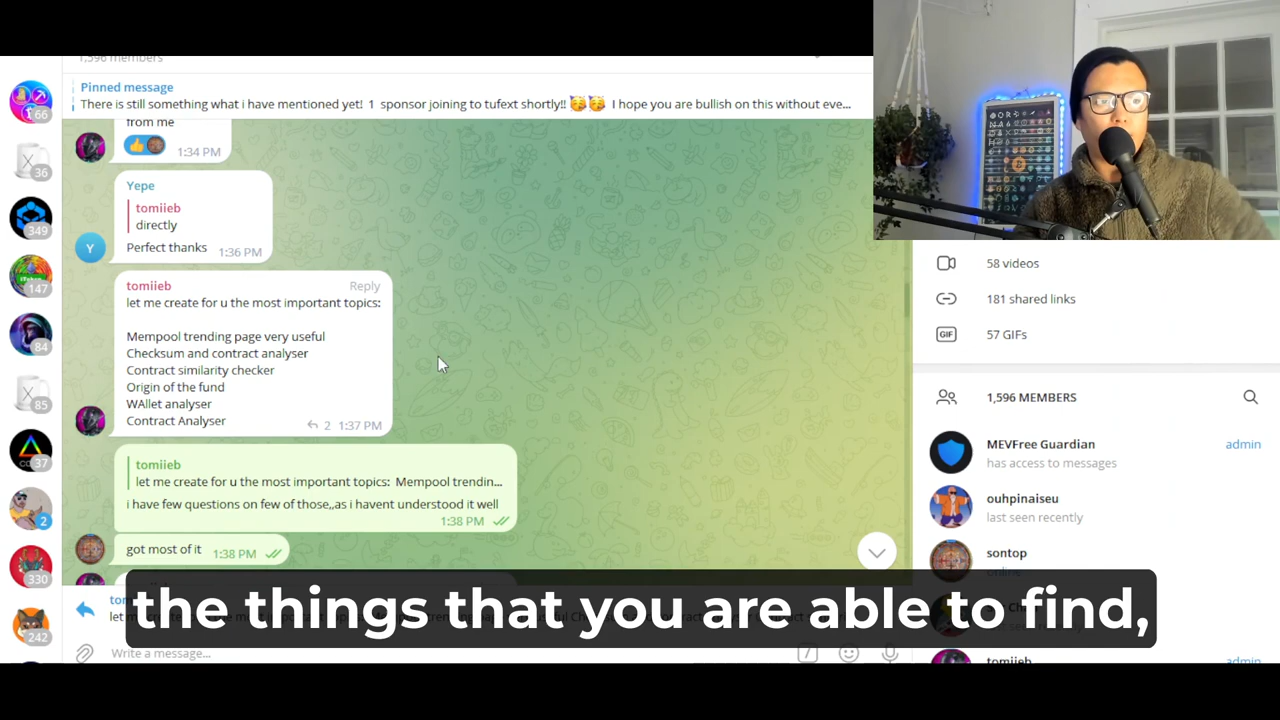 1,596 members
Pinned message
There is still something what i have mentioned yet! 1 sponsor joining to tufext shortly!! 🥳🥳 I hope you are bullish on this without eve...
from me
1:34 PM
Yepe
tomiieb
directly
Perfect thanks 1:36 PM
Y
tomiieb Reply
let me create for u the most important topics:
Mempool trending page very useful
Checksum and contract analyser
Contract similarity checker
Origin of the fund
WAllet analyser
Contract Analyser
2 1:37 PM
tomiieb
let me create for u the most important topics: Mempool trendin...
i have few questions on few of those,,as i havent understood it well
1:38 PM
got most of it 1:38 PM
Write a message...
66
36
349
147
84
85
37
2
330
242
58 videos
181 shared links
GIF 57 GIFs
1,596 MEMBERS
MEVFree Guardian admin
has access to messages
ouhpinaiseu
last seen recently
sontop
tomiieb admin
the things that you are able to find,